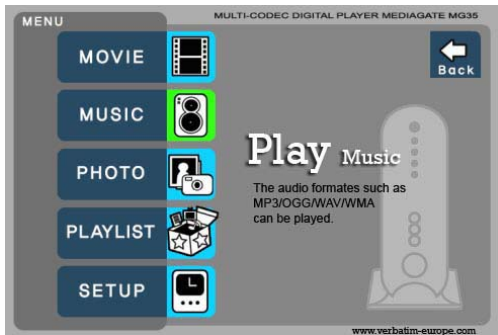 MENU
MULTI-CODEC DIGITAL PLAYER MEDIAGATE MG35
MOVIE
Back
MUSIC
Play Music
PHOTO
The audio formates such as
MP3/OGG/WAV/WMA
can be played.
PLAYLIST
SETUP
www.verbatim-europe.com